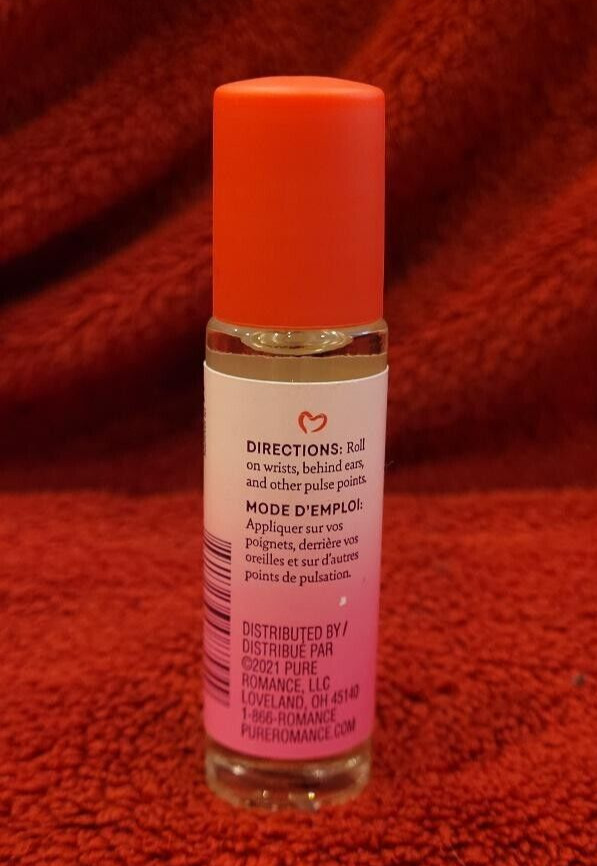 DIRECTIONS: Roll
on wrists, behind ears,
and other pulse points.
MODE D'EMPLOI:
Appliquer sur vos
poignets, derrière vos
oreilles et sur d'autres
points de pulsation.
DISTRIBUTED BY/
DISTRIBUÉ PAR
©2021 PURE
ROMANCE, LLC
LOVELAND, OH 45140
1-866-ROMANCE
PUREROMANCE.COM